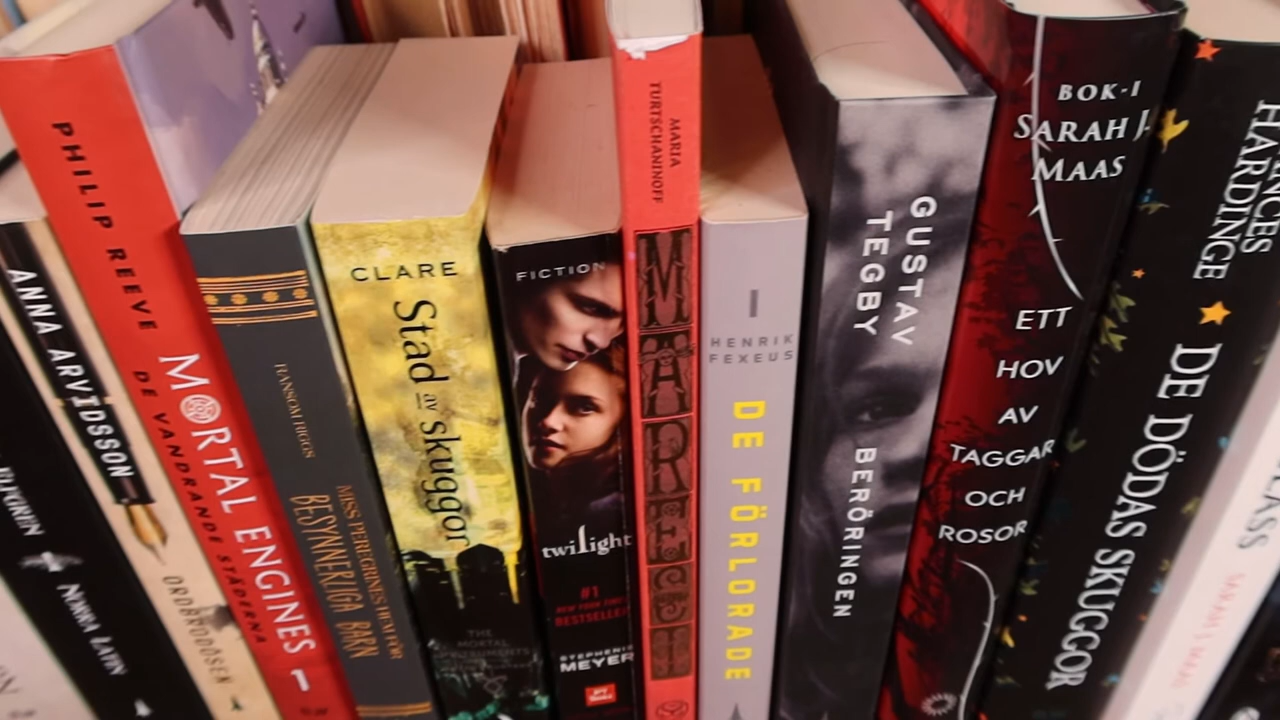 NORRA LATIN
ANNA ARVIDSSON
ORDBRODÖSEN
PHILIP REEVE
MORTAL ENGINES 1
DE VANDRANDE STÄDERNA
RANSOM RIGGS
MISS PEREGRINES HEM FÖR
BESYNNERLIGA BARN
CLARE
Stad av skuggor
THE
MORTAL
INSTRUMENTS
FICTION
twilight
#1
NEW YORK TIMES
BESTSELLER
STEPHENIE
MEYER
MARIA
TURTSCHANINOFF
MARESI
I
HENRIK
FEXEUS
DE FÖRLORADE
GUSTAV
TEGBY
BERÖRINGEN
BOK·I
SARAH J.
MAAS
ETT
HOV
AV
TAGGAR
OCH
ROSOR
HARDINGE
DE DÖDAS SKUGGOR